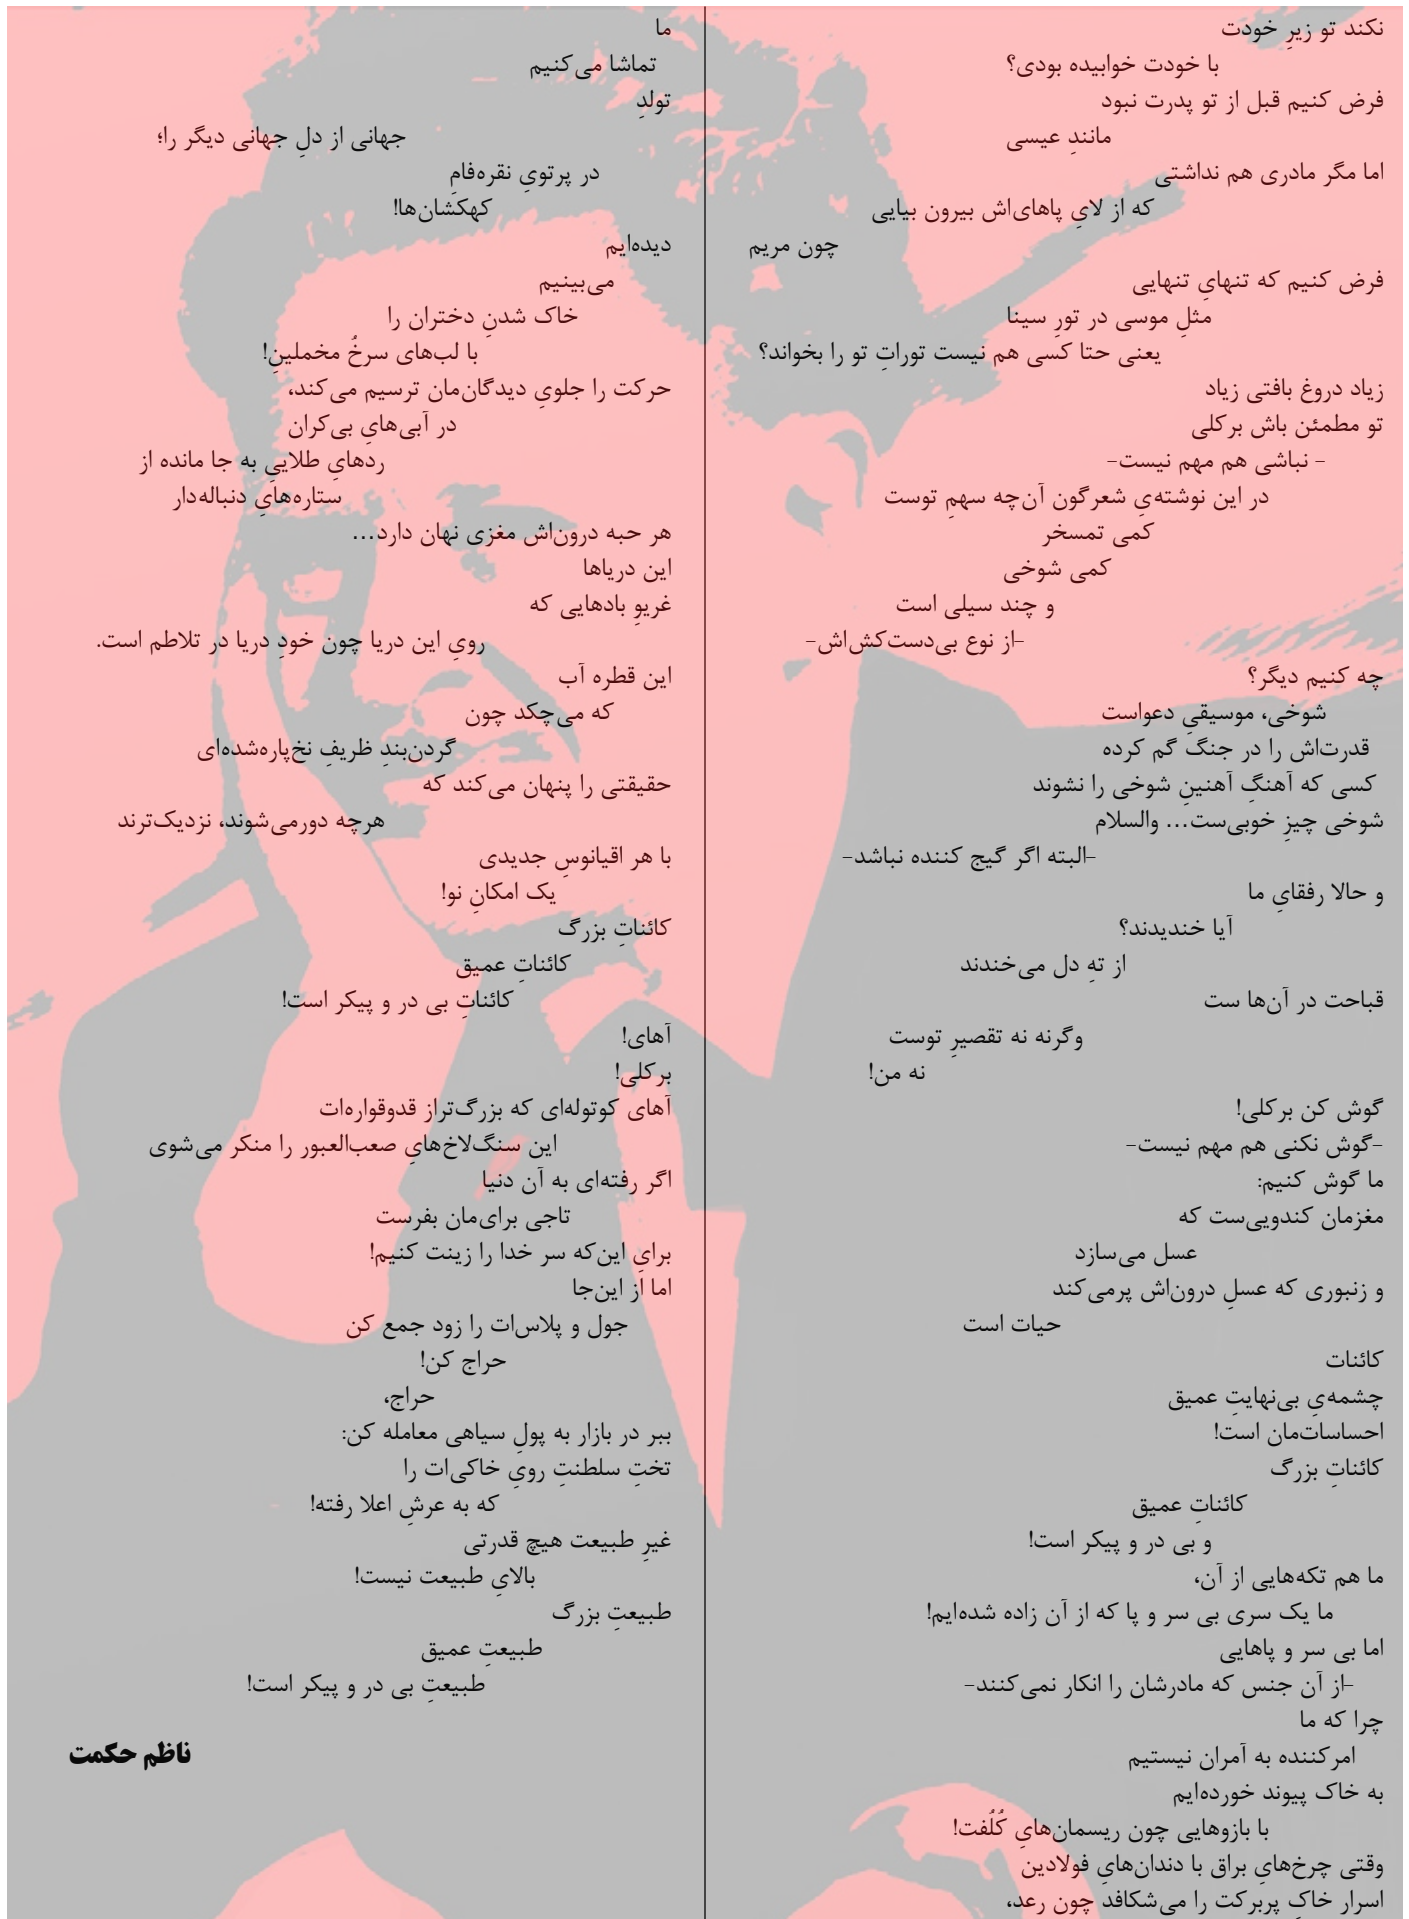 نکند تو زیرِ خودت
با خودت خوابیده بودی؟
فرض کنیم قبل از تو پدرت نبود
مانندِ عیسی
اما مگر مادری هم نداشتی
که از لایِ پاهای‌اش بیرون بیایی
چون مریم
فرض کنیم که تنهایِ تنهایی
مثلِ موسی در تورِ سینا
یعنی حتا کسی هم نیست توراتِ تو را بخواند؟
زیاد دروغ بافتی زیاد
تو مطمئن باش برکلی
- نباشی هم مهم نیست-
در این نوشته‌یِ شعرگون آن‌چه سهمِ توست
کمی تمسخر
کمی شوخی
و چند سیلی است
-از نوع بی‌دست‌کش‌اش-
چه کنیم دیگر؟
شوخی، موسیقیِ دعواست
قدرت‌اش را در جنگ گم کرده
کسی که آهنگِ آهنینِ شوخی را نشوند
شوخی چیزِ خوبی‌ست... والسلام
-البته اگر گیج کننده نباشد-
و حالا رفقایِ ما
آیا خندیدند؟
از تهِ دل می‌خندند
قباحت در آن‌ها ست
وگرنه نه تقصیرِ توست
نه من!
گوش کن برکلی!
-گوش نکنی هم مهم نیست-
ما گوش کنیم:
مغزمان کندویی‌ست که
عسل می‌سازد
و زنبوری که عسلِ درون‌اش پرمی‌کند
حیات است
کائنات
چشمه‌یِ بی‌نهایتِ عمیق
احساسات‌مان است!
کائناتِ بزرگ
کائناتِ عمیق
و بی در و پیکر است!
ما هم تکه‌هایی از آن،
ما یک سری بی سر و پا که از آن زاده شده‌ایم!
اما بی سر و پاهایی
-از آن جنس که مادرشان را انکار نمی‌کنند-
چرا که ما
امرکننده به آمران نیستیم
به خاک پیوند خورده‌ایم
با بازوهایی چون ریسمان‌هایِ کُلُفت!
وقتی چرخ‌هایِ براق با دندان‌هایِ فولادین
اسرار خاکِ پربرکت را می‌شکافد چون رعد،
ما
تماشا می‌کنیم
تولدِ
جهانی از دلِ جهانی دیگر را؛
در پرتویِ نقره‌فامِ
کهکشان‌ها!
دیده‌ایم
می‌بینیم
خاک شدنِ دختران را
با لب‌های سرخُ مخملین!ِ
حرکت را جلویِ دیدگان‌مان ترسیم می‌کند،
در آبی‌هایِ بی‌کران
ردهایِ طلاییِ به جا مانده از
ستاره‌هایِ دنباله‌دار
هر حبه درون‌اش مغزی نهان دارد...
این دریاها
غریوِ بادهایی که
رویِ این دریا چون خودِ دریا در تلاطم است.
این قطره آب
که می‌چکد چون
گردن‌بندِ ظریفِ نخ‌پاره‌شده‌ای
حقیقتی را پنهان می‌کند که
هرچه دورمی‌شوند، نزدیک‌ترند
با هر اقیانوسِ جدیدی
یک امکانِ نو!
کائناتِ بزرگ
کائناتِ عمیق
کائناتِ بی در و پیکر است!
آهای!
برکلی!
آهای کوتوله‌ای که بزرگ‌تراز قدوقواره‌ات
این سنگ‌لاخ‌هایِ صعب‌العبور را منکر می‌شوی
اگر رفته‌ای به آن دنیا
تاجی برای‌مان بفرست
برایِ این‌که سر خدا را زینت کنیم!
اما از این‌جا
جول و پلاس‌ات را زود جمع کن
حراج کن!
حراج،
ببر در بازار به پولِ سیاهی معامله کن:
تختِ سلطنتِ رویِ خاکی‌ات را
که به عرشِ اعلا رفته!
غیرِ طبیعت هیچ قدرتی
بالایِ طبیعت نیست!
طبیعتِ بزرگ
طبیعتِ عمیق
طبیعتِ بی در و پیکر است!
ناظم حکمت